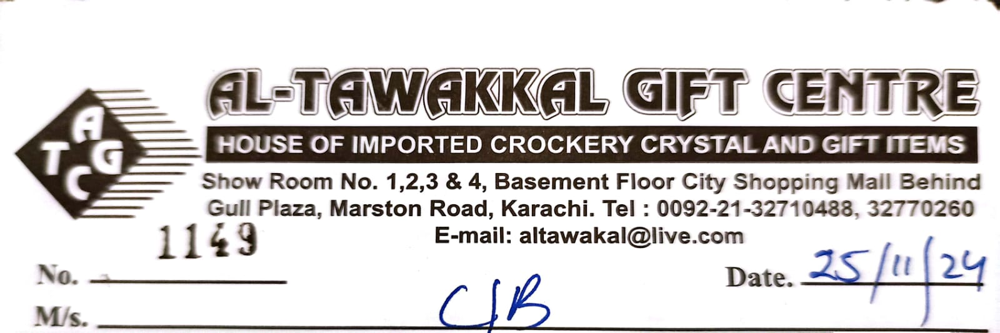 AL-TAWAKKAL GIFT CENTRE
A
T G
C
HOUSE OF IMPORTED CROCKERY CRYSTAL AND GIFT ITEMS
Show Room No. 1,2,3 & 4, Basement Floor City Shopping Mall Behind
Gull Plaza, Marston Road, Karachi. Tel : 0092-21-32710488, 32770260
E-mail: altawakal@live.com
1149
No. Date. 25/11/24
M/s. C/B